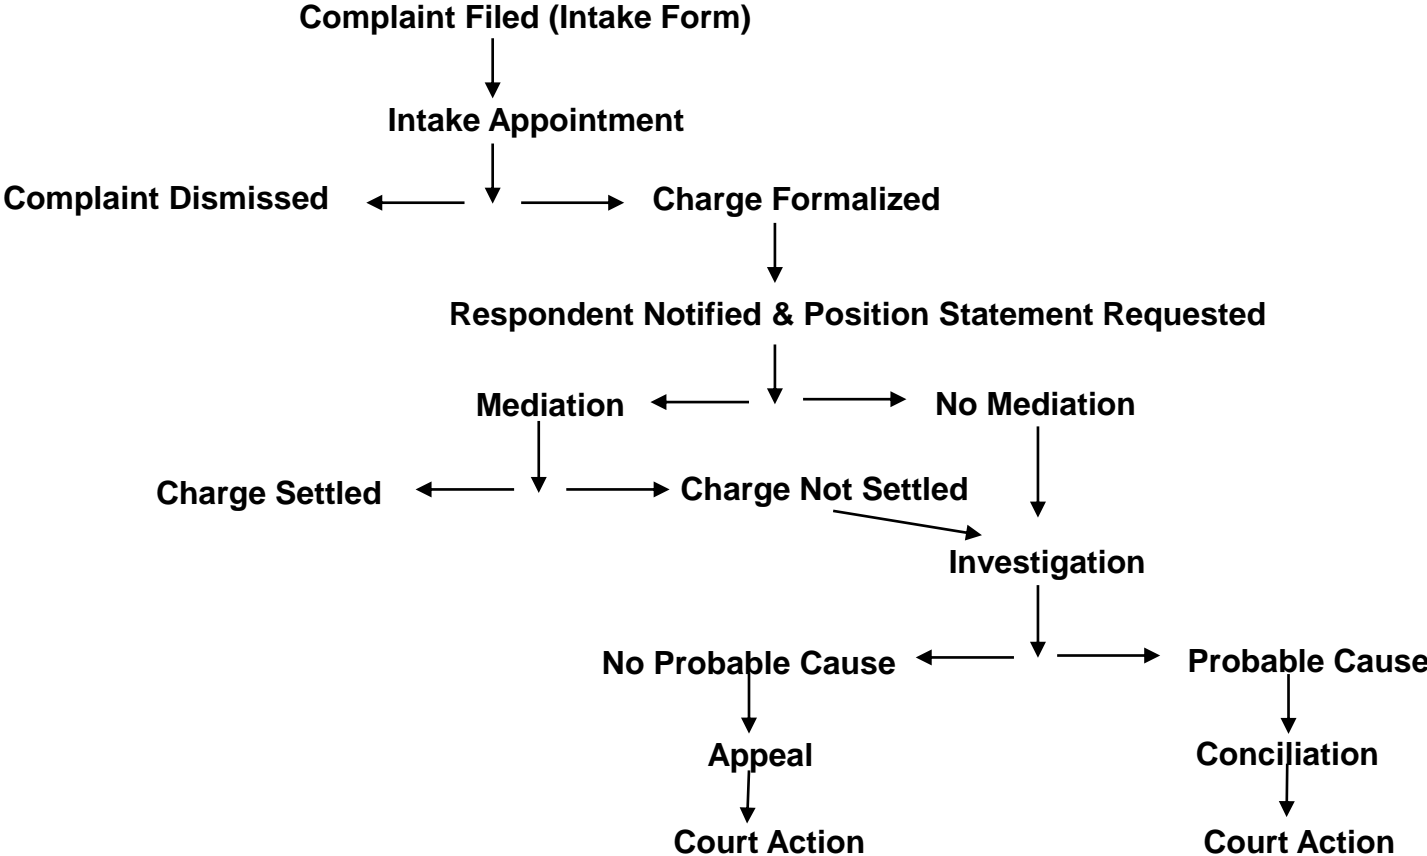 Complaint Filed (Intake Form)
Intake Appointment
Complaint Dismissed
Charge Formalized
Respondent Notified & Position Statement Requested
Mediation
No Mediation
Charge Settled
Charge Not Settled
Investigation
No Probable Cause
Probable Cause
Appeal
Conciliation
Court Action
Court Action